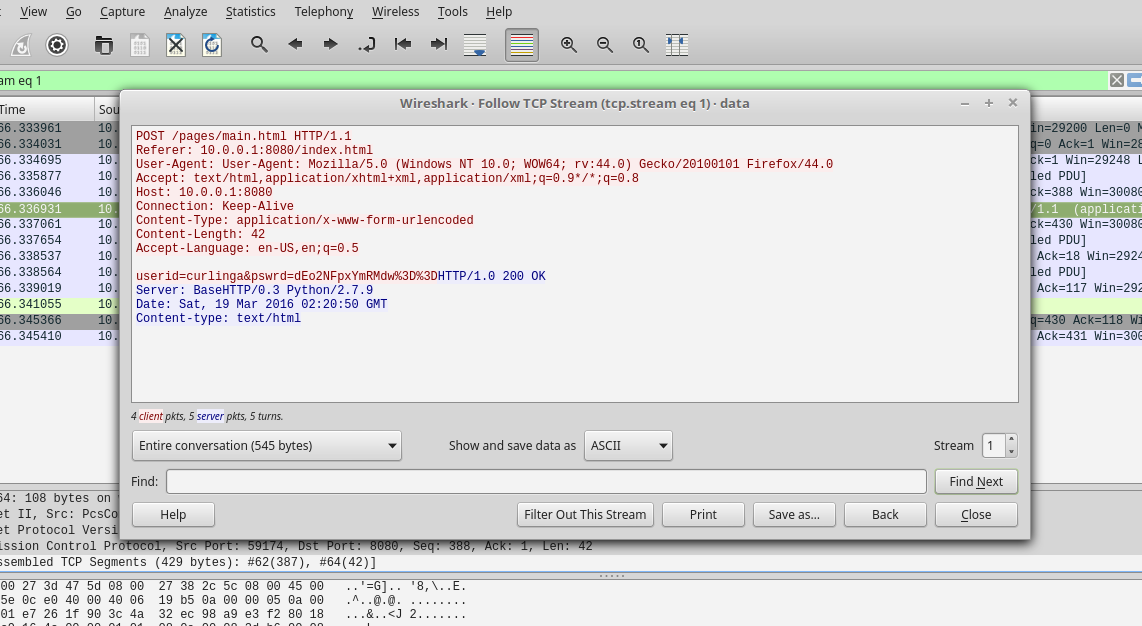 View Go Capture Analyze Statistics Telephony Wireless Tools Help
am eq 1
Time Sou
Wireshark · Follow TCP Stream (tcp.stream eq 1) · data
66.333961 10.
66.334031 10.
66.334695 10.
66.335877 10.
66.336046 10.
66.336931 10.
66.337061 10.
66.337654 10.
66.338537 10.
66.338564 10.
66.339019 10.
66.341055 10.
66.345366 10.
66.345410 10.
POST /pages/main.html HTTP/1.1
Referer: 10.0.0.1:8080/index.html
User-Agent: User-Agent: Mozilla/5.0 (Windows NT 10.0; WOW64; rv:44.0) Gecko/20100101 Firefox/44.0
Accept: text/html,application/xhtml+xml,application/xml;q=0.9*/*;q=0.8
Host: 10.0.0.1:8080
Connection: Keep-Alive
Content-Type: application/x-www-form-urlencoded
Content-Length: 42
Accept-Language: en-US,en;q=0.5
userid=curlinga&pswrd=dEo2NFpxYmRMdw%3D%3DHTTP/1.0 200 OK
Server: BaseHTTP/0.3 Python/2.7.9
Date: Sat, 19 Mar 2016 02:20:50 GMT
Content-type: text/html
in=29200 Len=0 M
q=0 Ack=1 Win=28
ck=1 Win=29248 L
led PDU]
ck=388 Win=30080
/1.1 (applicati
ck=430 Win=30080
led PDU]
Ack=18 Win=2924
led PDU]
Ack=117 Win=292
q=430 Ack=118 Wi
Ack=431 Win=300
4 client pkts, 5 server pkts, 5 turns.
Entire conversation (545 bytes) Show and save data as ASCII Stream 1
Find: Find Next
Help Filter Out This Stream Print Save as... Back Close
64: 108 bytes on
et II, Src: PcsCo
et Protocol Versi
ission Control Protocol, Src Port: 59174, Dst Port: 8080, Seq: 388, Ack: 1, Len: 42
ssembled TCP Segments (429 bytes): #62(387), #64(42)]
00 27 3d 47 5d 08 00 27 38 2c 5c 08 00 45 00 ..'=G].. '8,\..E.
5e 0c e0 40 00 40 06 19 b5 0a 00 00 05 0a 00 .^..@.@. ........
01 e7 26 1f 90 3c 4a 32 ec 98 a9 e3 f2 80 18 ...&..<J 2.......